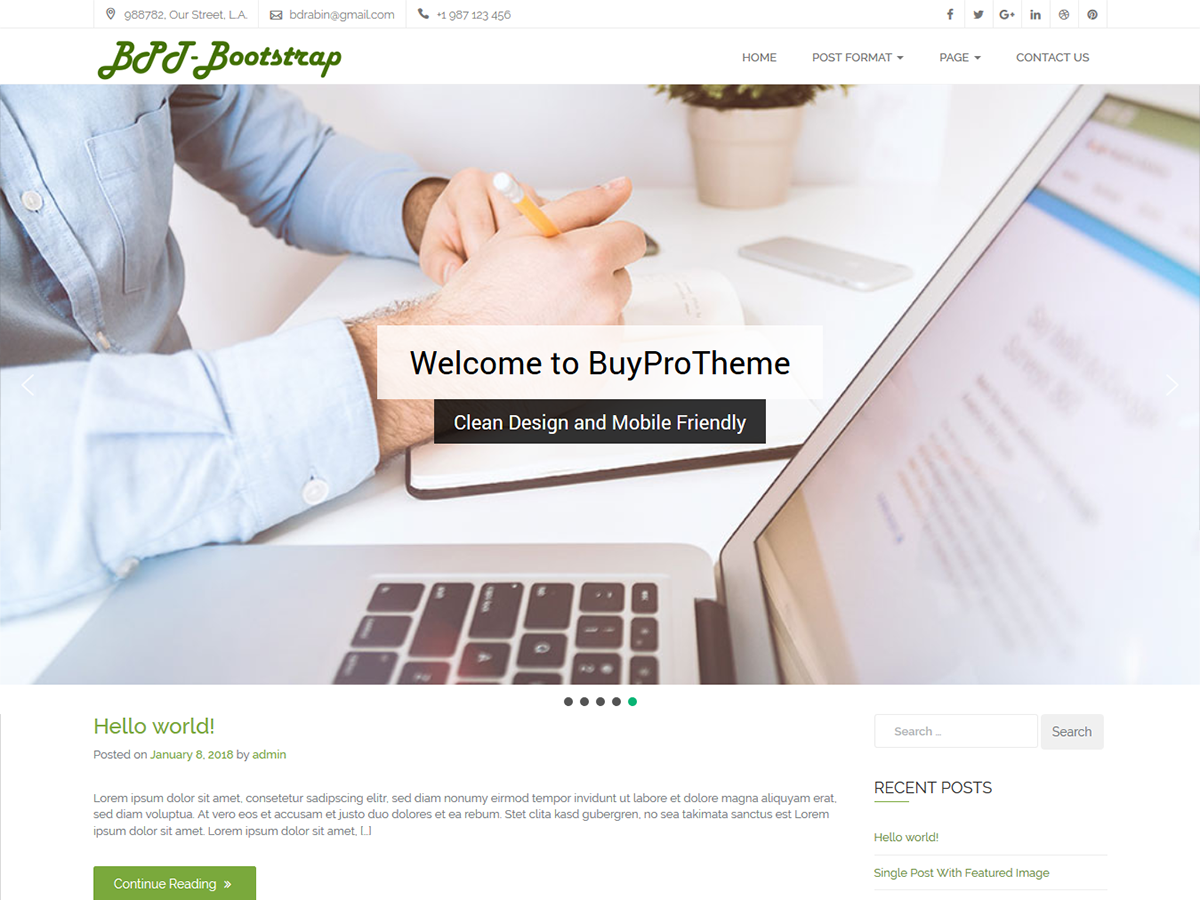 988782, Our Street, L.A. bdrabin@gmail.com +1 987 123 456
BPT-Bootstrap
HOME POST FORMAT PAGE CONTACT US
Welcome to BuyProTheme
Clean Design and Mobile Friendly
Hello world!
Posted on January 8, 2018 by admin
Lorem ipsum dolor sit amet, consetetur sadipscing elitr, sed diam nonumy eirmod tempor invidunt ut labore et dolore magna aliquyam erat,
sed diam voluptua. At vero eos et accusam et justo duo dolores et ea rebum. Stet clita kasd gubergren, no sea takimata sanctus est Lorem
ipsum dolor sit amet. Lorem ipsum dolor sit amet, [...]
Continue Reading »
Search ...
Search
RECENT POSTS
Hello world!
Single Post With Featured Image